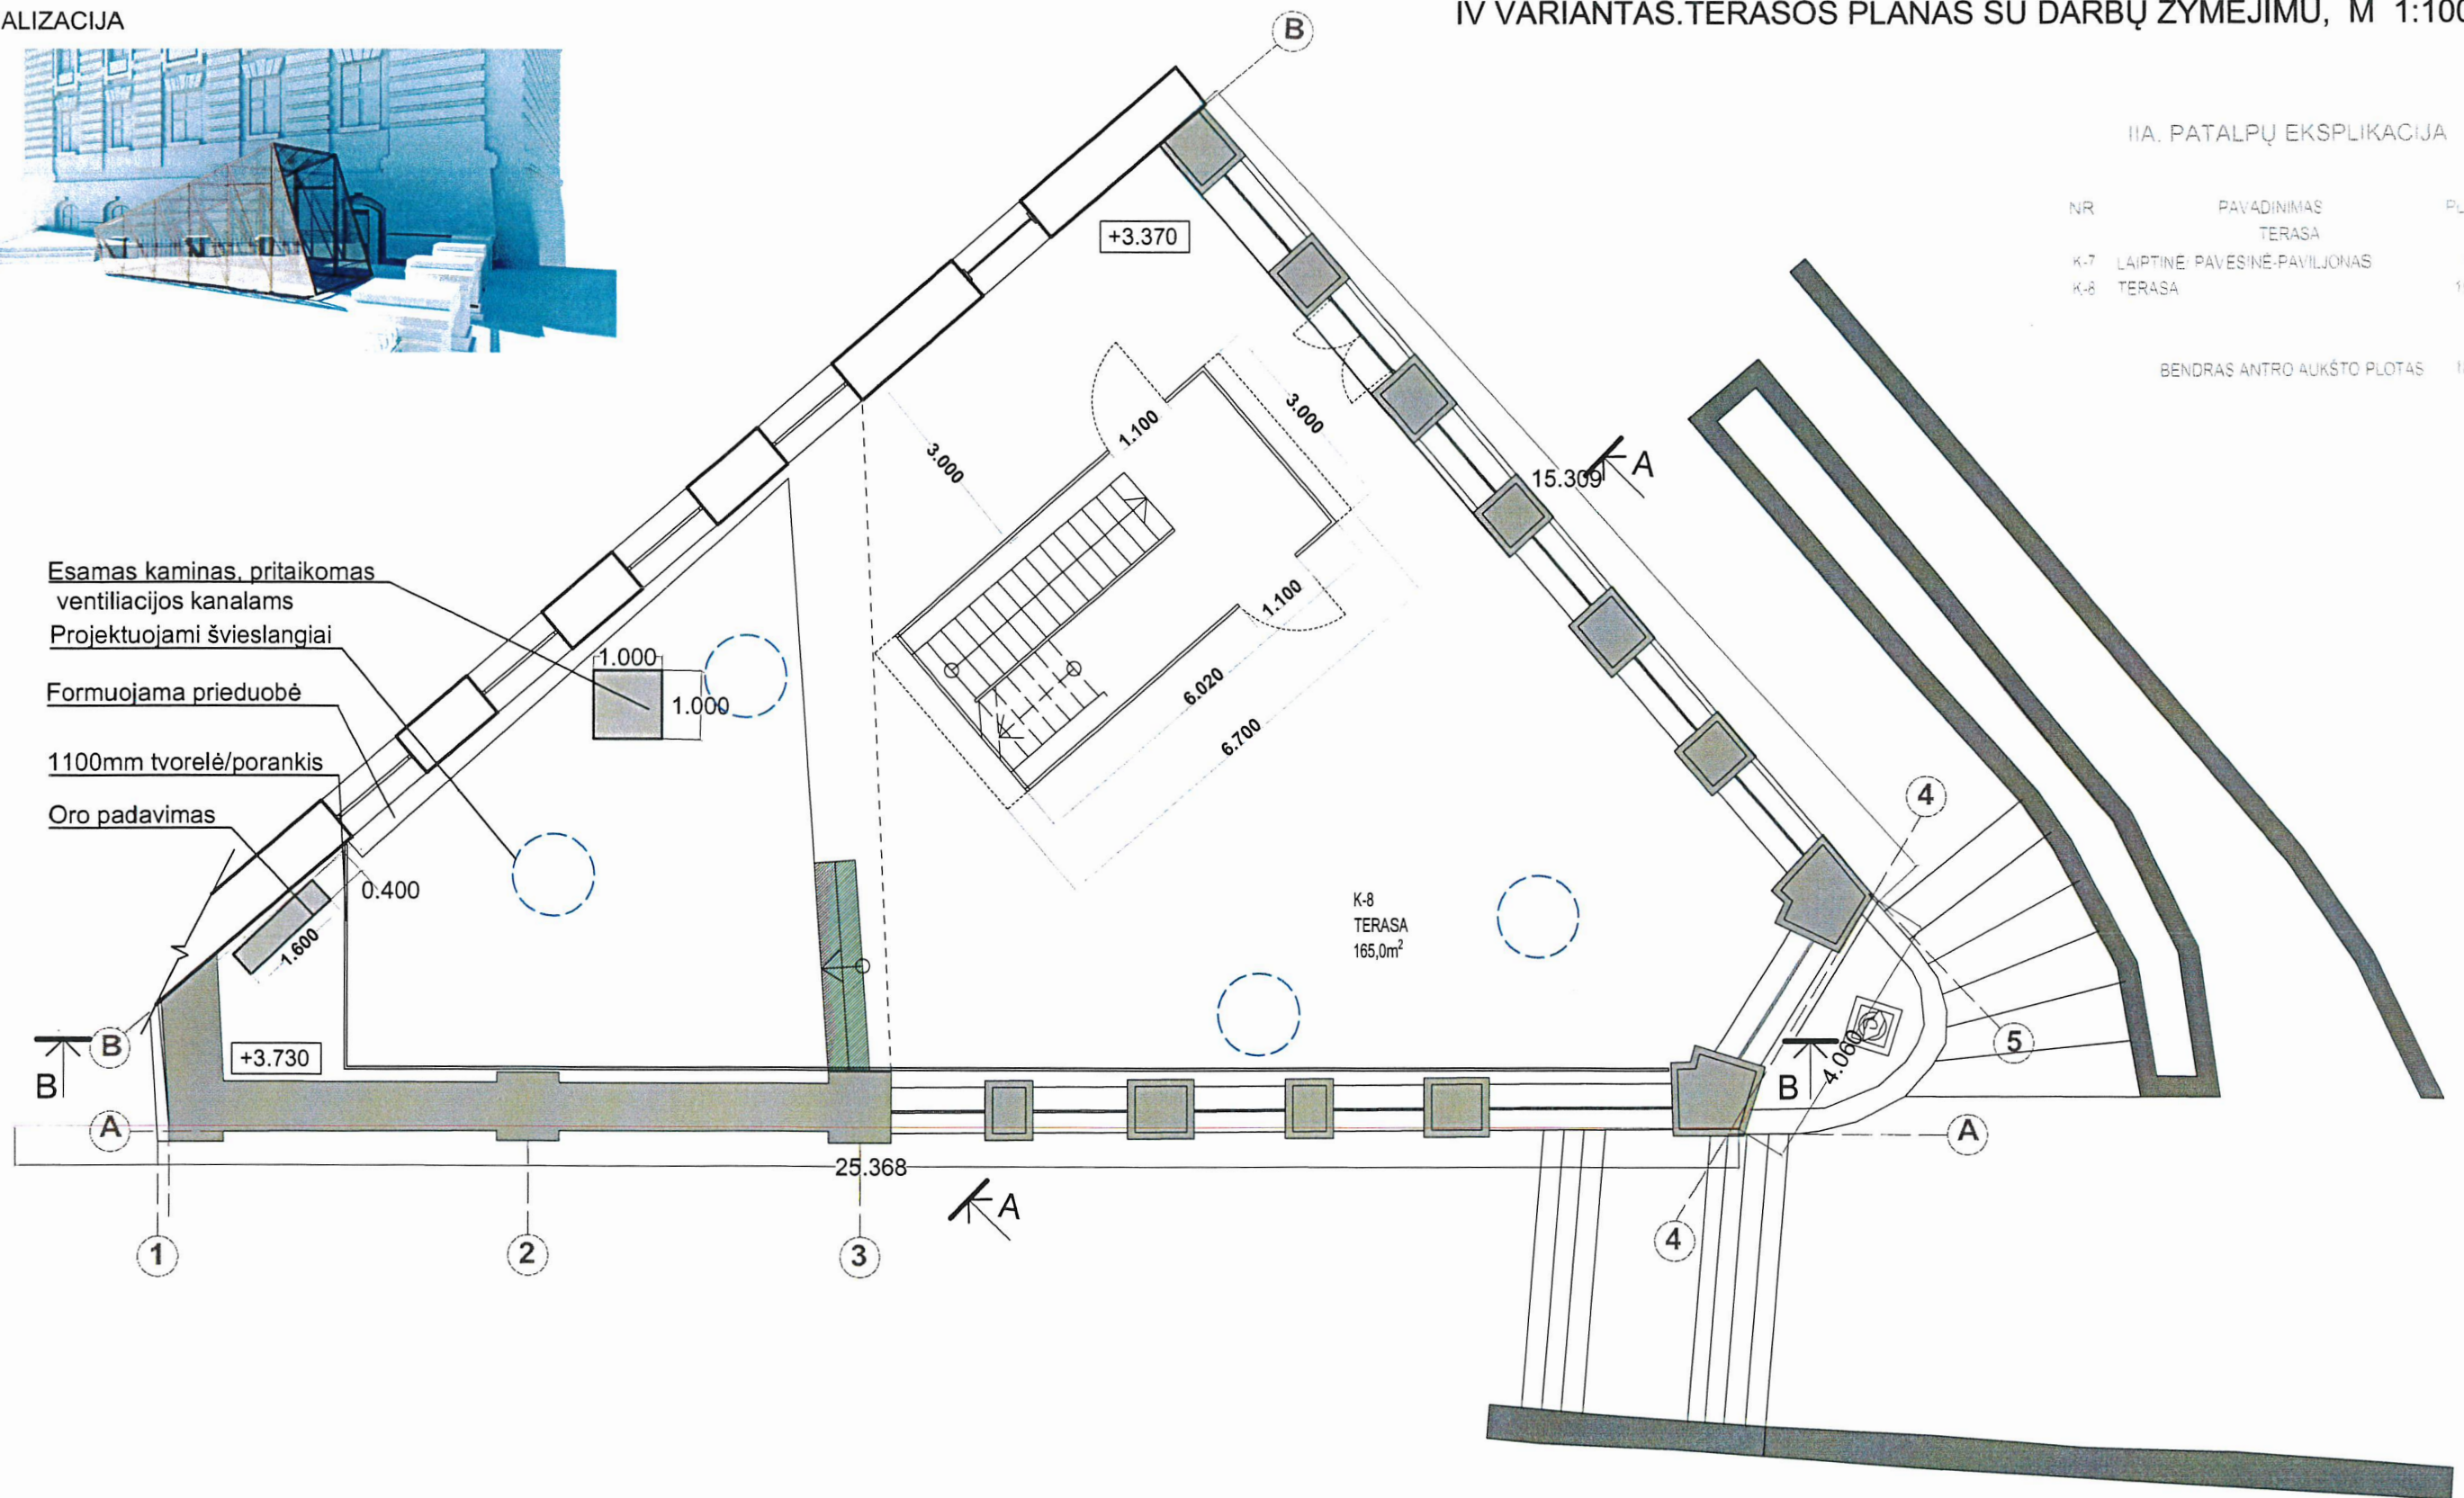 ALIZACIJA
IV VARIANTAS.TERASOS PLANAS SU DARBŲ ŽYMĖJIMU, M 1:100
IIA. PATALPŲ EKSPLIKACIJA
NR PAVADINIMAS
TERASA
K-7 LAIPTINĖ/ PAVĖSINĖ-PAVILJONAS
K-8 TERASA
BENDRAS ANTRO AUKŠTO PLOTAS
B
+3.370
3.000
1.100
3.000
15.309
A
1.100
6.020
6.700
Esamas kaminas, pritaikomas
ventiliacijos kanalams
Projektuojami švieslangiai
Formuojama prieduobė
1100mm tvorelė/porankis
Oro padavimas
1.000
1.000
0.400
1.600
K-8
TERASA
165,0m²
4
5
4.060
B
B
B
+3.730
A
A
25.368
A
1
2
3
4